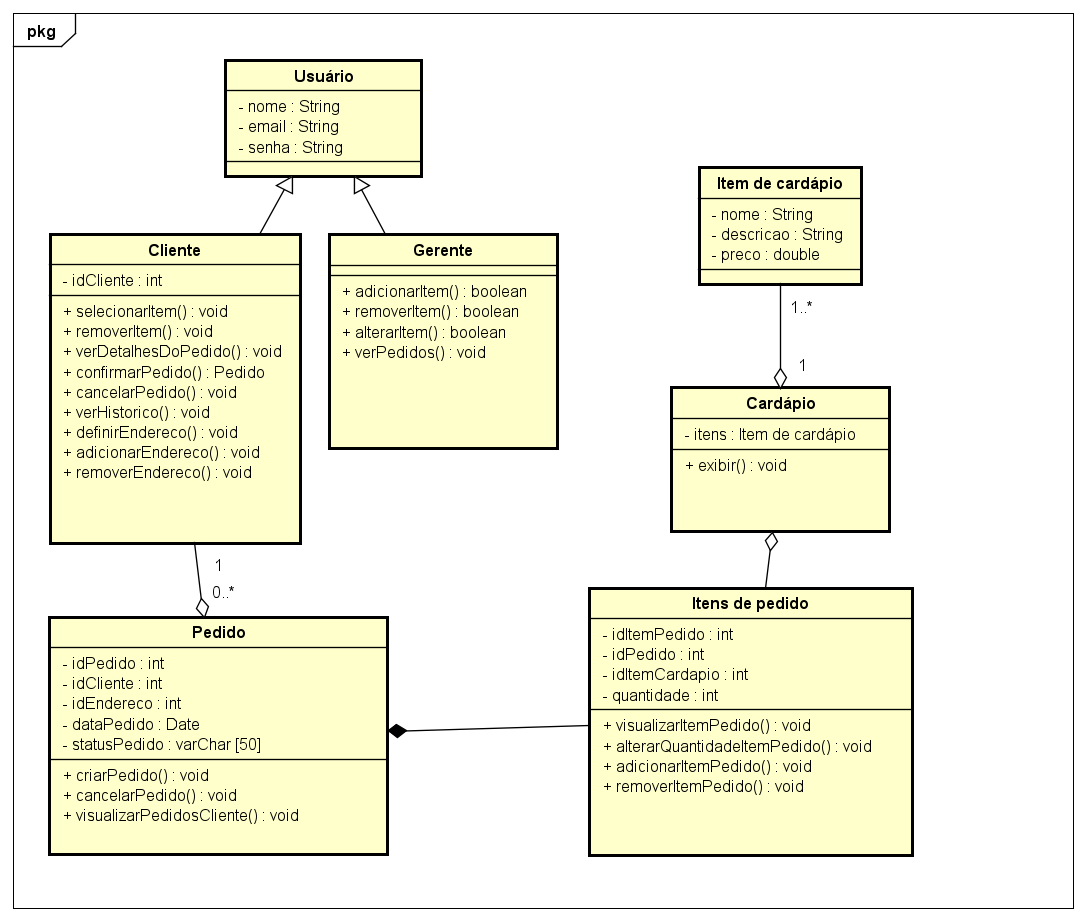 pkg
Usuário
- nome : String
- email : String
- senha : String
Item de cardápio
- nome : String
- descricao : String
- preco : double
Cliente
- idCliente : int
+ selecionarItem() : void
+ removerItem() : void
+ verDetalhesDoPedido() : void
+ confirmarPedido() : Pedido
+ cancelarPedido() : void
+ verHistorico() : void
+ definirEndereco() : void
+ adicionarEndereco() : void
+ removerEndereco() : void
Gerente
+ adicionarItem() : boolean
+ removerItem() : boolean
+ alterarItem() : boolean
+ verPedidos() : void
1..*
1
Cardápio
- itens : Item de cardápio
+ exibir() : void
1
0..*
Pedido
- idPedido : int
- idCliente : int
- idEndereco : int
- dataPedido : Date
- statusPedido : varChar [50]
+ criarPedido() : void
+ cancelarPedido() : void
+ visualizarPedidosCliente() : void
Itens de pedido
- idItemPedido : int
- idPedido : int
- idItemCardapio : int
- quantidade : int
+ visualizarItemPedido() : void
+ alterarQuantidadeItemPedido() : void
+ adicionarItemPedido() : void
+ removerItemPedido() : void